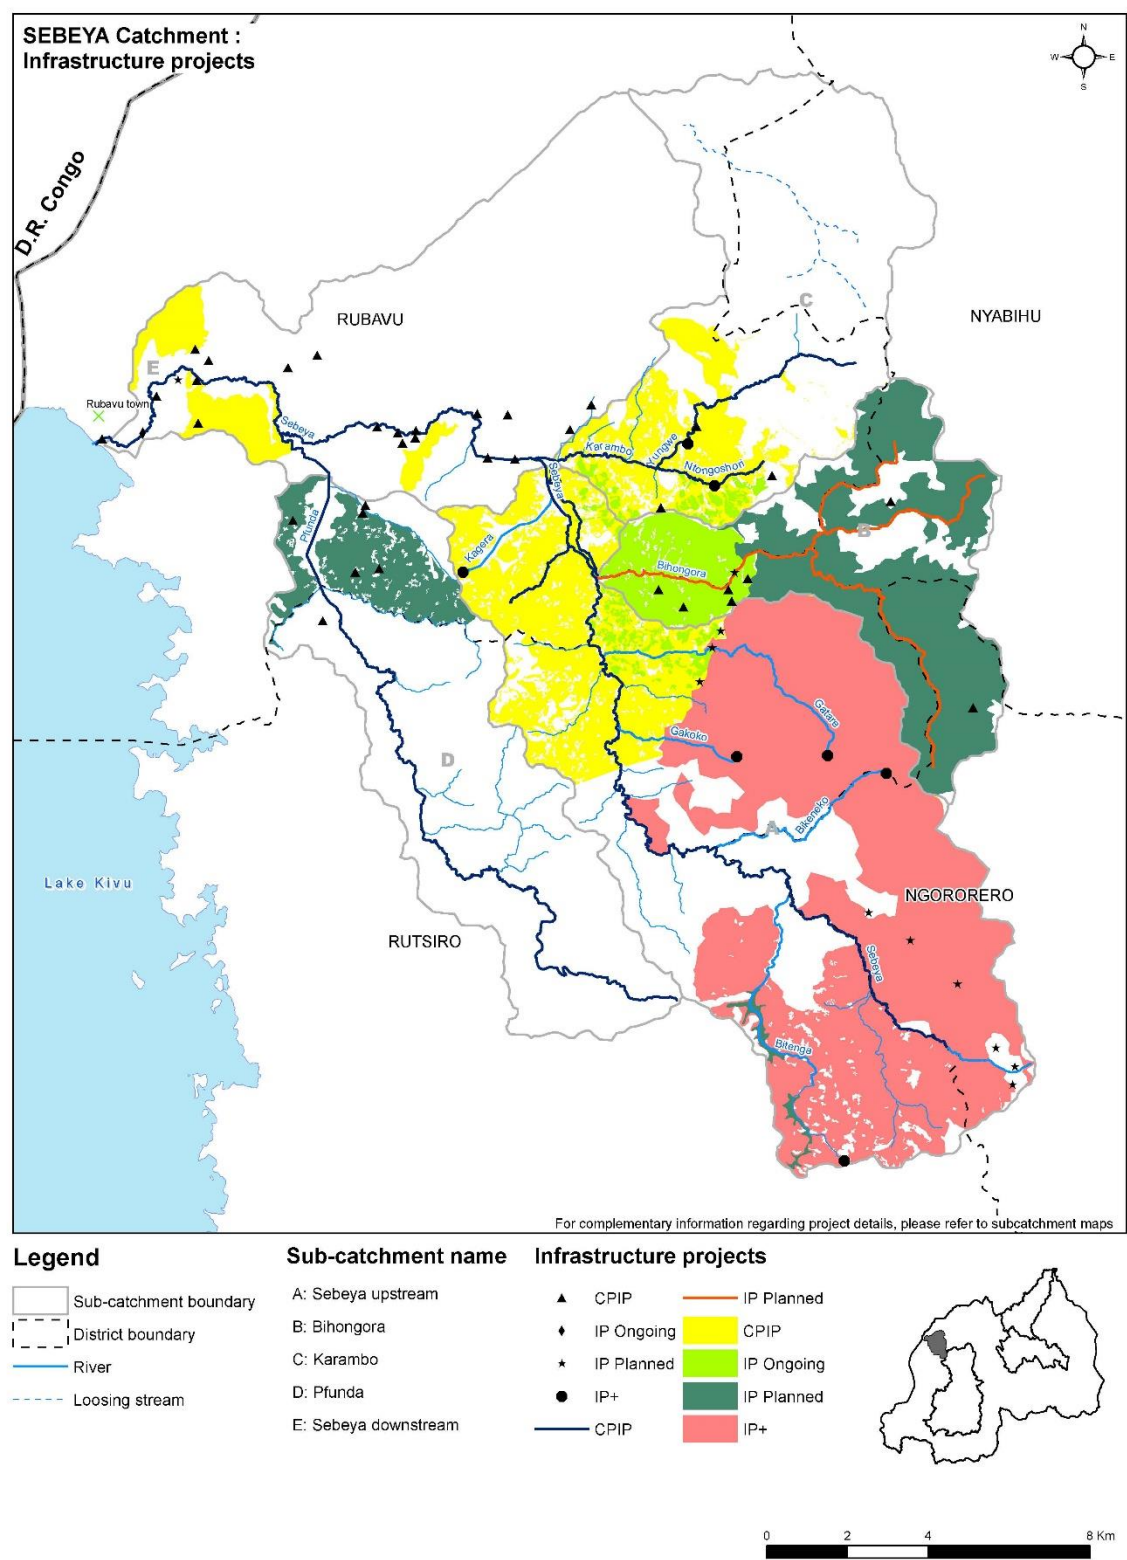 SEBEYA Catchment :
Infrastructure projects
N
W
E
S
D.R. Congo
RUBAVU
NYABIHU
C
E
Rubavu town
Sebeya
Karambo
Yungwe
Ntongoshori
Sebeya
Pfunda
Kagera
B
Bihongora
Gatare
Gakoko
D
A
Bikeneko
Lake Kivu
NGORORERO
RUTSIRO
Sebeya
Bitenga
For complementary information regarding project details, please refer to subcatchment maps
Legend
Sub-catchment boundary
District boundary
River
Loosing stream
Sub-catchment name
A: Sebeya upstream
B: Bihongora
C: Karambo
D: Pfunda
E: Sebeya downstream
Infrastructure projects
CPIP
IP Ongoing
IP Planned
IP+
CPIP
IP Planned
CPIP
IP Ongoing
IP Planned
IP+
0 2 4 8 Km